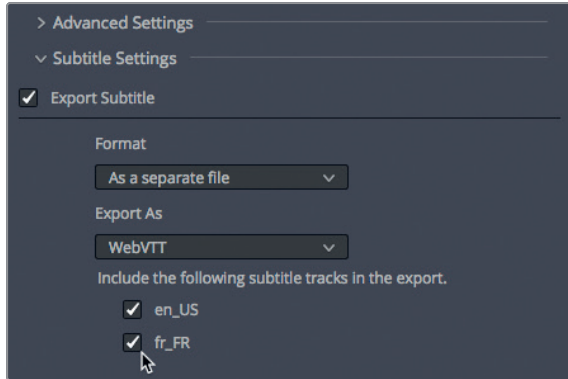 Advanced Settings
Subtitle Settings
Export Subtitle
Format
As a separate file
Export As
WebVTT
Include the following subtitle tracks in the export.
en_US
fr_FR